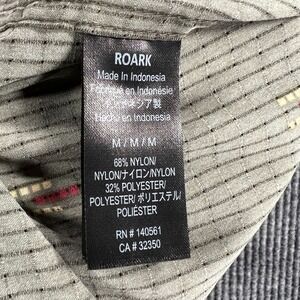 ROARK
Made In Indonesia
Fabriqué en Indonésie
インドネシア製
Hecho en Indonesia
M / M / M
68% NYLON/
NYLON/ナイロン/NYLON
32% POLYESTER/
POLYESTER/ ポリエステル/
POLIÉSTER
RN # 140561
CA # 32350